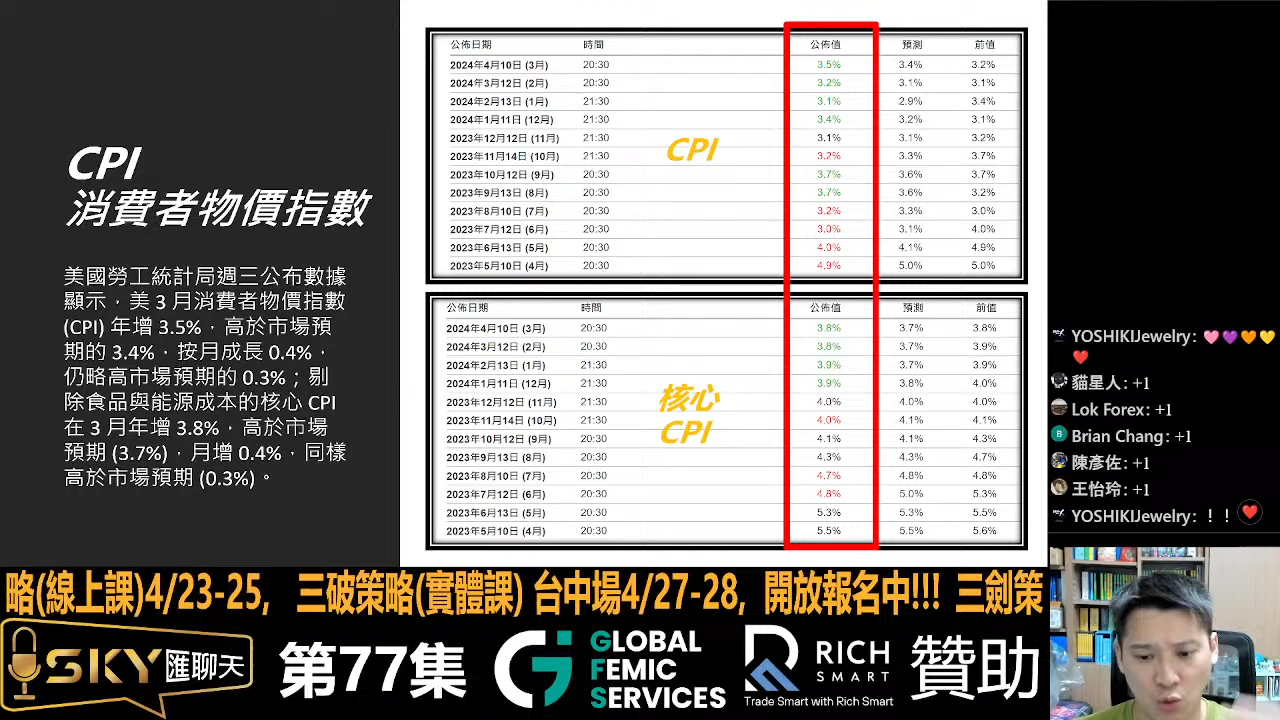 CPI
消費者物價指數
美國勞工統計局週三公布數據
顯示，美 3 月消費者物價指數
(CPI) 年增 3.5%，高於市場預
期的 3.4%，按月成長 0.4%，
仍略高市場預期的 0.3%；剔
除食品與能源成本的核心 CPI
在 3 月年增 3.8%，高於市場
預期 (3.7%)，月增 0.4%，同樣
高於市場預期 (0.3%)。
公佈日期 時間 公佈值 預測 前值
2024年4月10日 (3月) 20:30 3.5% 3.4% 3.2%
2024年3月12日 (2月) 20:30 3.2% 3.1% 3.1%
2024年2月13日 (1月) 21:30 3.1% 2.9% 3.4%
2024年1月11日 (12月) 21:30 3.4% 3.2% 3.1%
2023年12月12日 (11月) 21:30 3.1% 3.1% 3.2%
2023年11月14日 (10月) 21:30 3.2% 3.3% 3.7%
2023年10月12日 (9月) 20:30 3.7% 3.6% 3.7%
2023年9月13日 (8月) 20:30 3.7% 3.6% 3.2%
2023年8月10日 (7月) 20:30 3.2% 3.3% 3.0%
2023年7月12日 (6月) 20:30 3.0% 3.1% 4.0%
2023年6月13日 (5月) 20:30 4.0% 4.1% 4.9%
2023年5月10日 (4月) 20:30 4.9% 5.0% 5.0%
CPI
公佈日期 時間 公佈值 預測 前值
2024年4月10日 (3月) 20:30 3.8% 3.7% 3.8%
2024年3月12日 (2月) 20:30 3.8% 3.7% 3.9%
2024年2月13日 (1月) 21:30 3.9% 3.7% 3.9%
2024年1月11日 (12月) 21:30 3.9% 3.8% 4.0%
2023年12月12日 (11月) 21:30 4.0% 4.0% 4.0%
2023年11月14日 (10月) 21:30 4.0% 4.1% 4.1%
2023年10月12日 (9月) 20:30 4.1% 4.1% 4.3%
2023年9月13日 (8月) 20:30 4.3% 4.3% 4.7%
2023年8月10日 (7月) 20:30 4.7% 4.8% 4.8%
2023年7月12日 (6月) 20:30 4.8% 5.0% 5.3%
2023年6月13日 (5月) 20:30 5.3% 5.3% 5.5%
2023年5月10日 (4月) 20:30 5.5% 5.5% 5.6%
核心
CPI
YOSHIKIJewelry: 🩷💜🧡💛
❤️
貓星人: +1
Lok Forex: +1
B Brian Chang: +1
陳彥佐: +1
王怡玲: +1
YOSHIKIJewelry: ！！❤️
略(線上課)4/23-25, 三破策略(實體課) 台中場4/27-28, 開放報名中!!! 三劍策
SKY匯聊天
第77集
GLOBAL
FEMIC
SERVICES
RICH
SMART
Trade Smart with Rich Smart
贊助